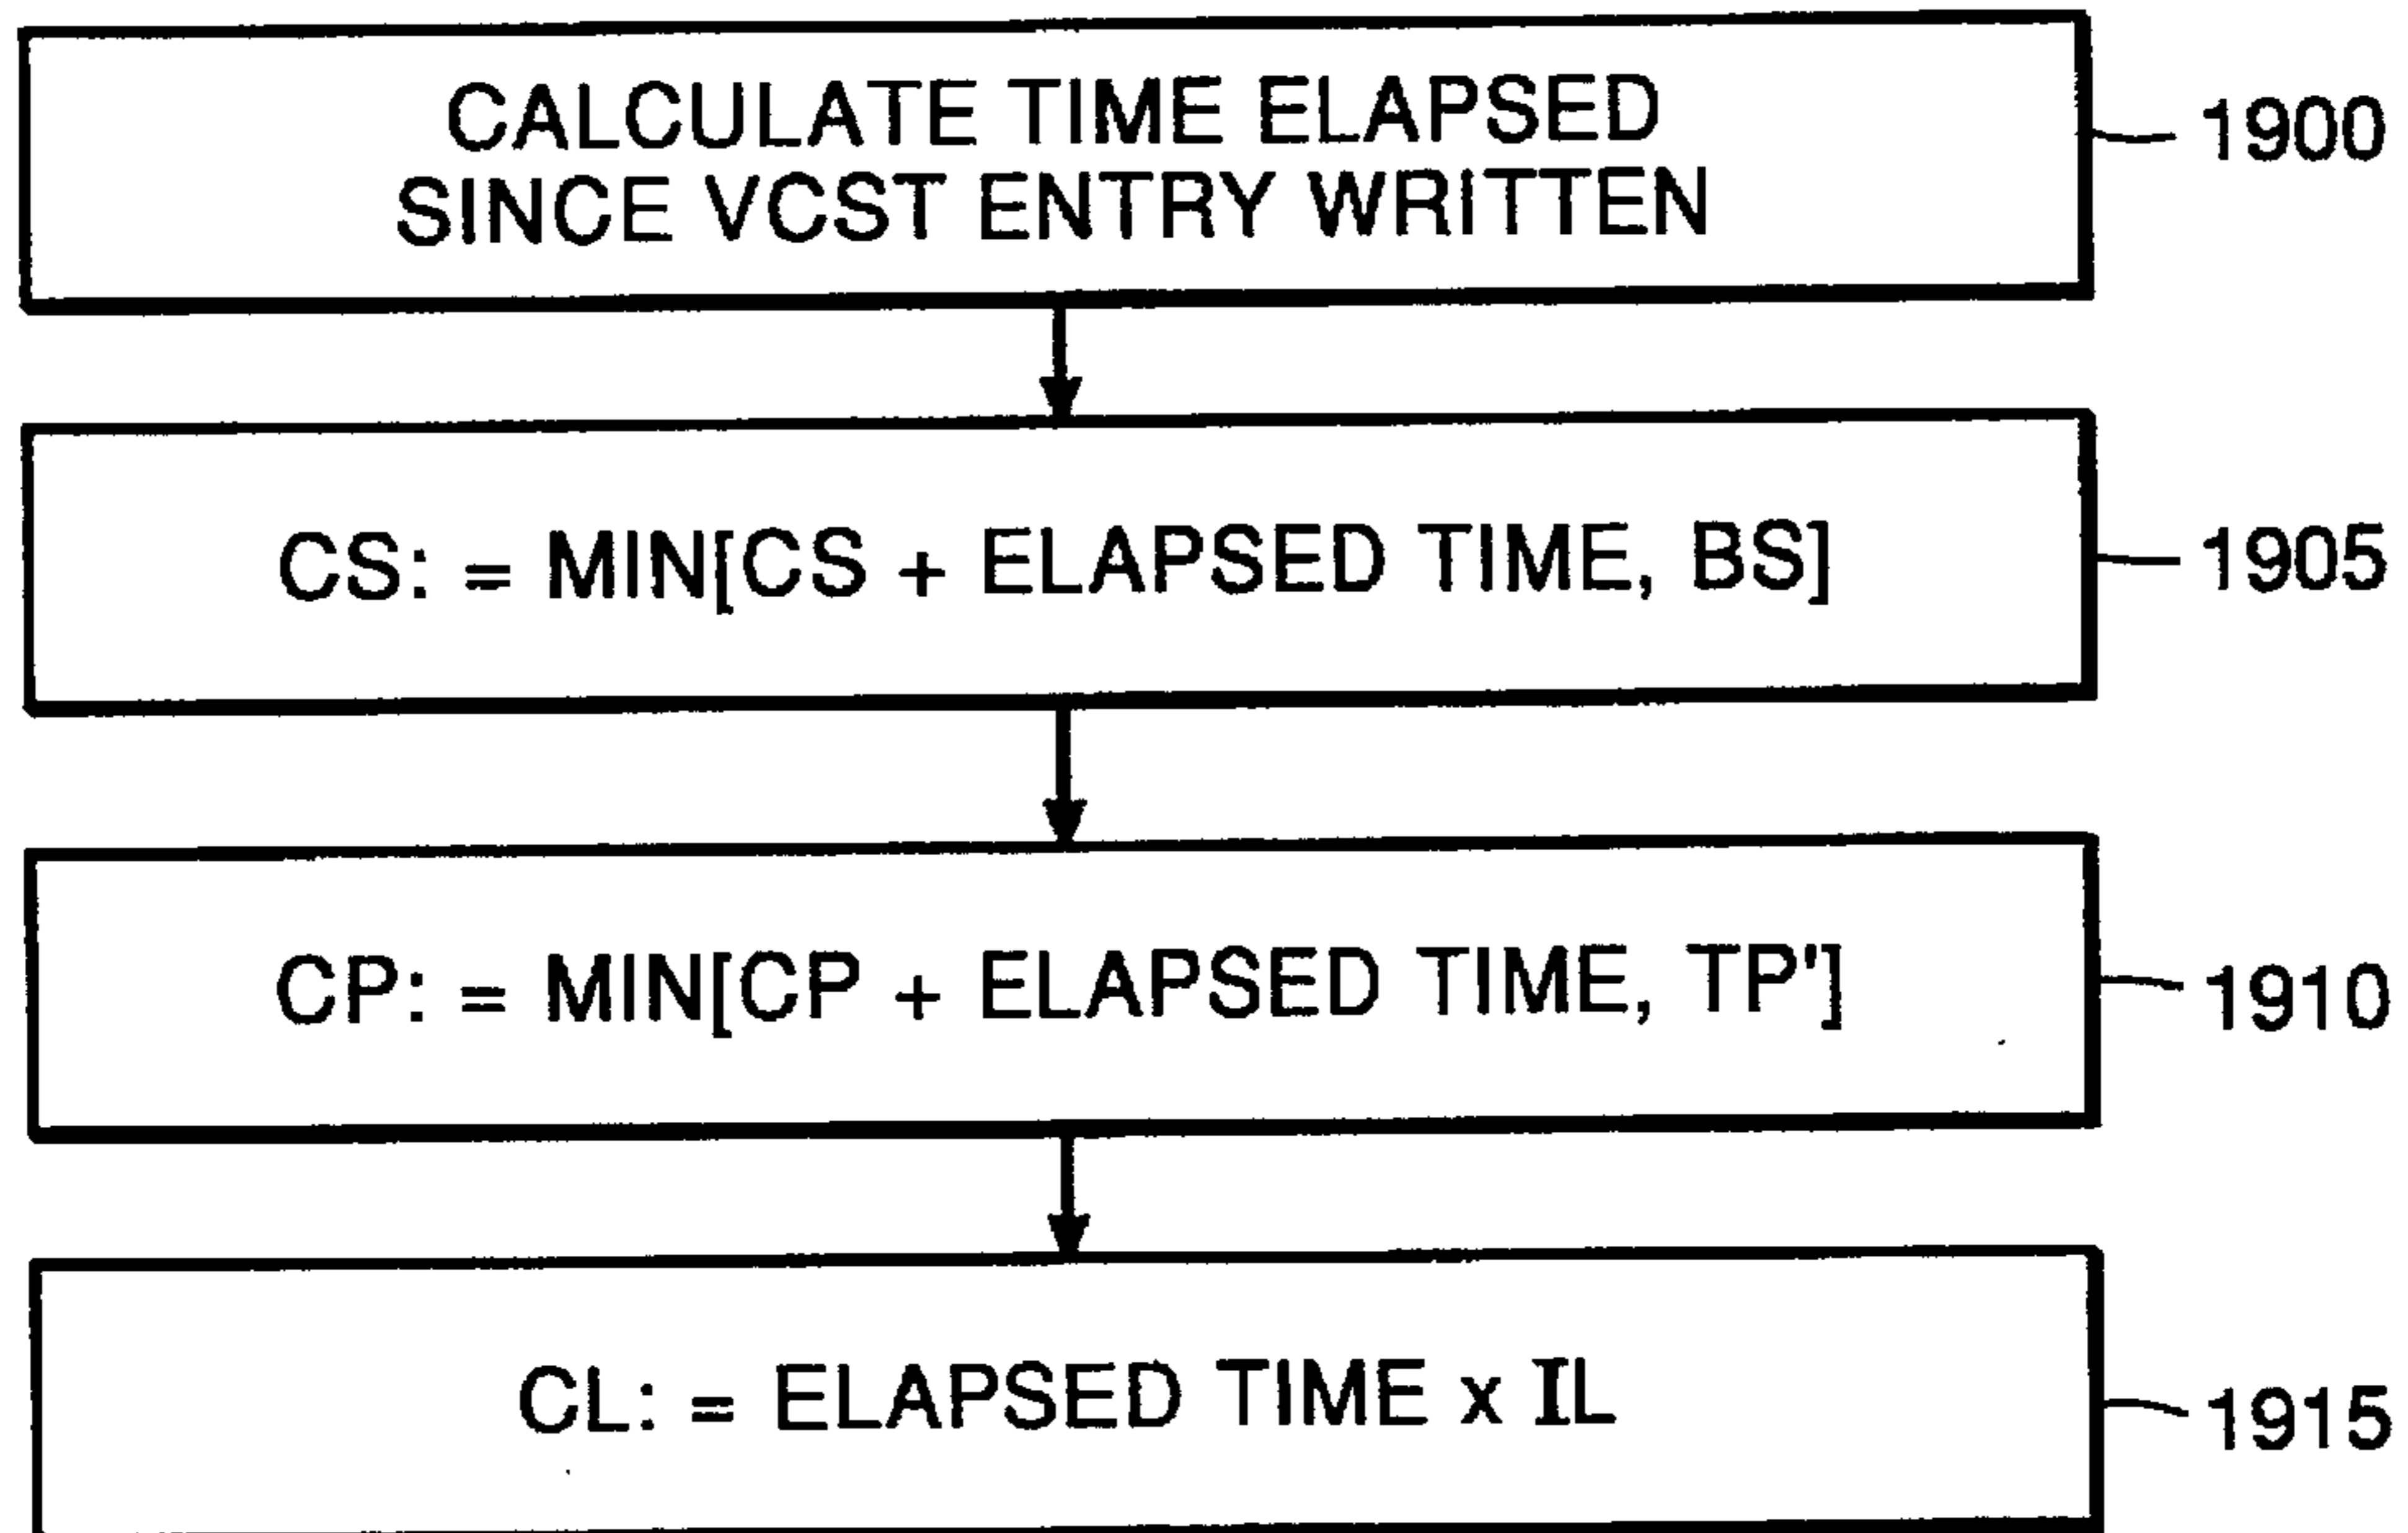 CALCULATE TIME ELAPSED
SINCE VCST ENTRY WRITTEN
1900
CS: = MIN[CS + ELAPSED TIME, BS]
1905
CP: = MIN[CP + ELAPSED TIME, TP']
1910
CL: = ELAPSED TIME x IL
1915